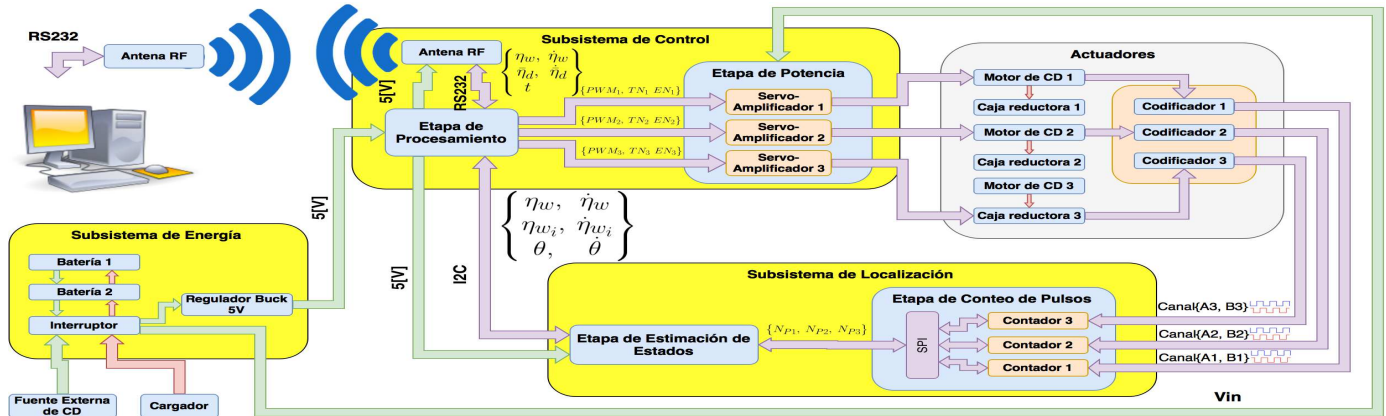 RS232
Antena RF
Subsistema de Control
Antena RF
5[V]
RS232
{ηw, η̇w
η̄d, η̄̇d
t}
Etapa de
Procesamiento
{PWM1, TN1 EN1}
{PWM2, TN2 EN2}
{PWM3, TN3 EN3}
Etapa de Potencia
Servo-
Amplificador 1
Servo-
Amplificador 2
Servo-
Amplificador 3
Actuadores
Motor de CD 1
Caja reductora 1
Motor de CD 2
Caja reductora 2
Motor de CD 3
Caja reductora 3
Codificador 1
Codificador 2
Codificador 3
Subsistema de Energía
Batería 1
Batería 2
Interruptor
Regulador Buck
5V
5[V]
Fuente Externa
de CD
Cargador
5[V]
I2C
{ηw, η̇w
ηwi, η̇wi
θ, θ̇}
Subsistema de Localización
Etapa de Estimación de
Estados
{NP1, NP2, NP3}
Etapa de Conteo de Pulsos
SPI
Contador 3
Contador 2
Contador 1
Canal{A3, B3}
Canal{A2, B2}
Canal{A1, B1}
Vin